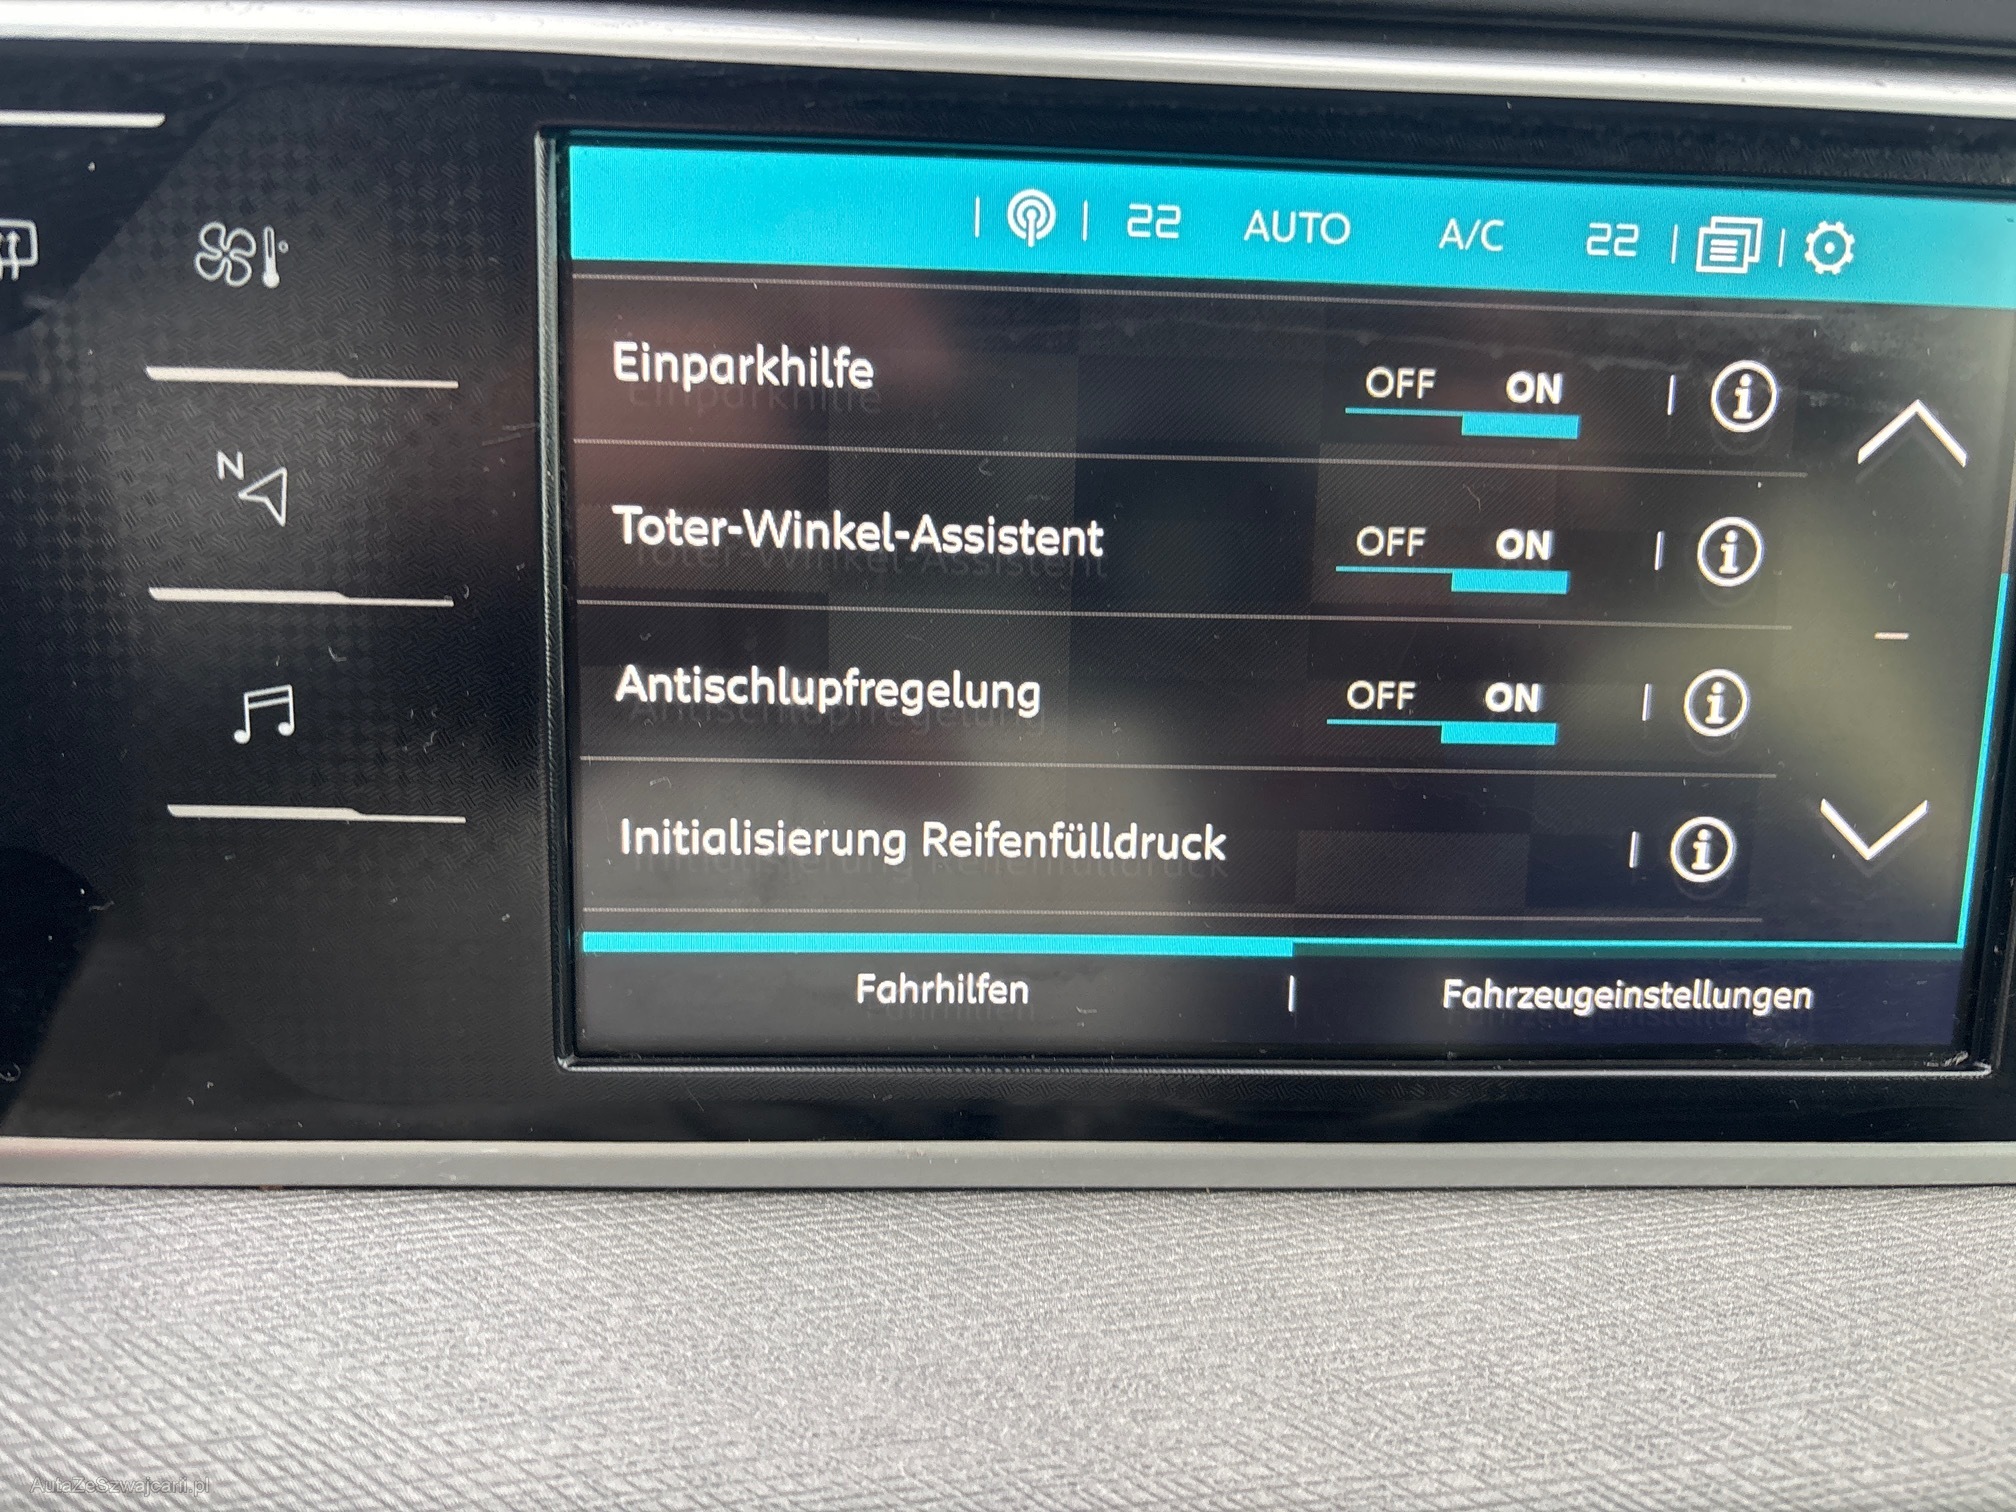 22 AUTO A/C 22
Einparkhilfe OFF ON
N
Toter-Winkel-Assistent OFF ON
Antischlupfregelung OFF ON
Initialisierung Reifenfülldruck
Fahrhilfen Fahrzeugeinstellungen
AutaZeSzwajcarii.pl